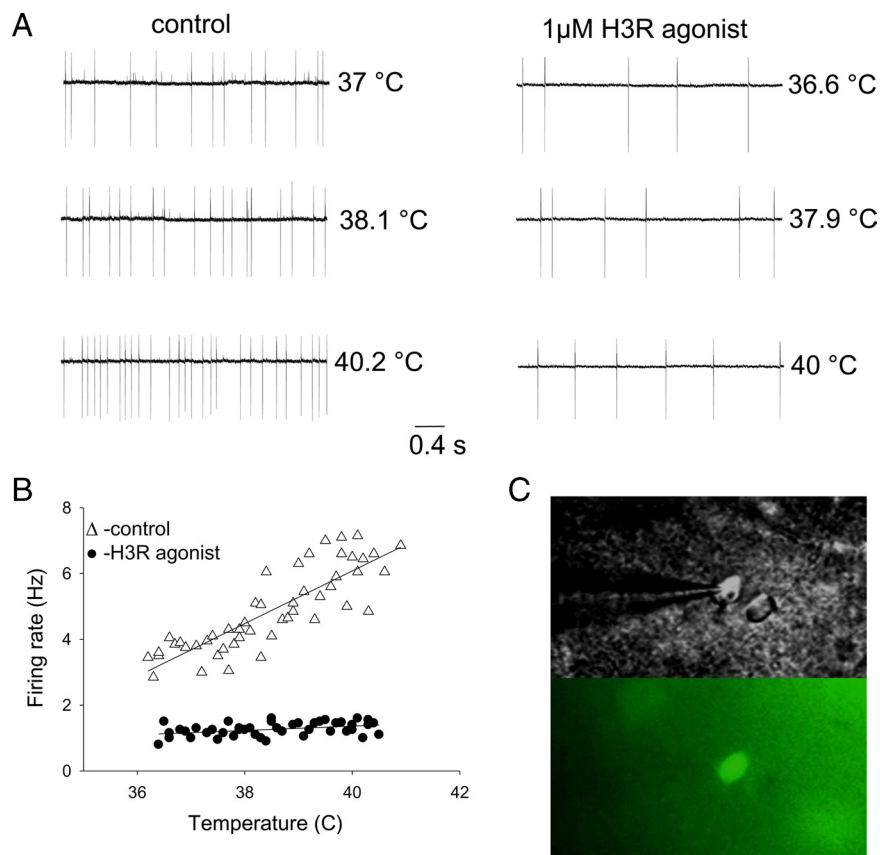 A
control
1µM H3R agonist
37 °C
36.6 °C
38.1 °C
37.9 °C
40.2 °C
40 °C
0.4 s
B
C
8
6
4
2
0
Firing rate (Hz)
△ -control
● -H3R agonist
36
38
40
42
Temperature (C)